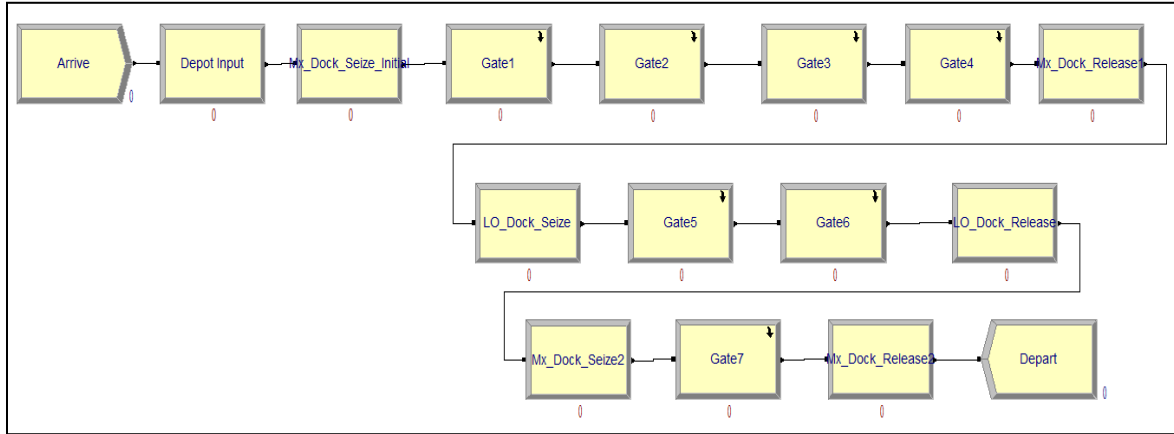 Arrive
Depot Input
Mx_Dock_Seize_Initial
Gate1
Gate2
Gate3
Gate4
Mx_Dock_Release1
0
0
0
0
0
0
0
0
LO_Dock_Seize
Gate5
Gate6
LO_Dock_Release
0
0
0
0
Mx_Dock_Seize2
Gate7
Mx_Dock_Release2
Depart
0
0
0
0